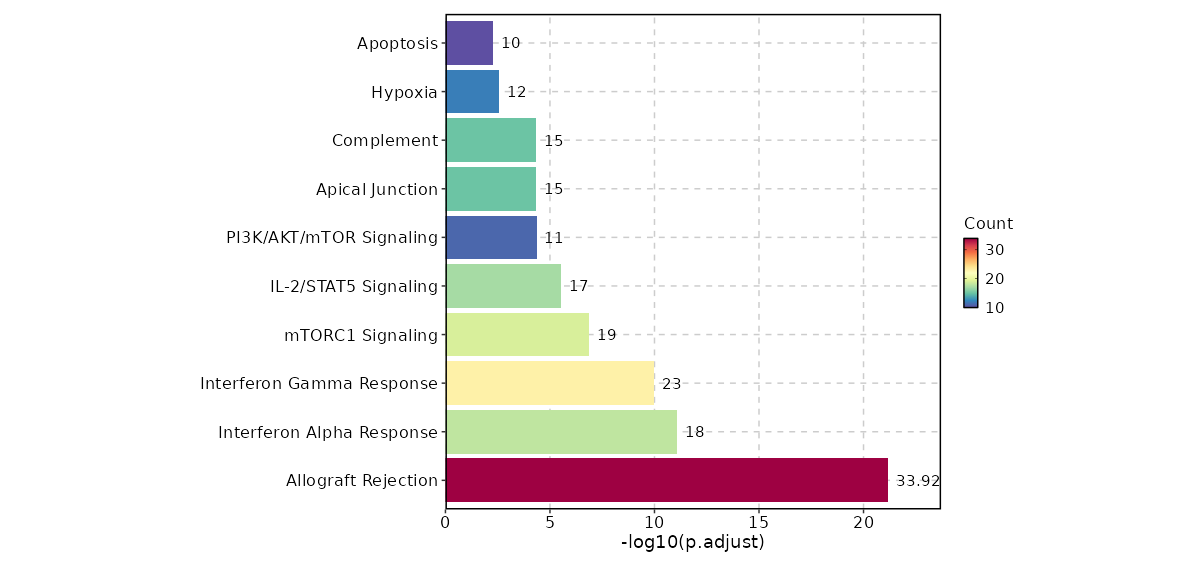 Apoptosis 10
Hypoxia 12
Complement 15
Apical Junction 15
PI3K/AKT/mTOR Signaling 11
IL-2/STAT5 Signaling 17
mTORC1 Signaling 19
Interferon Gamma Response 23
Interferon Alpha Response 18
Allograft Rejection 33.92
0 5 10 15 20
-log10(p.adjust)
Count
30
20
10